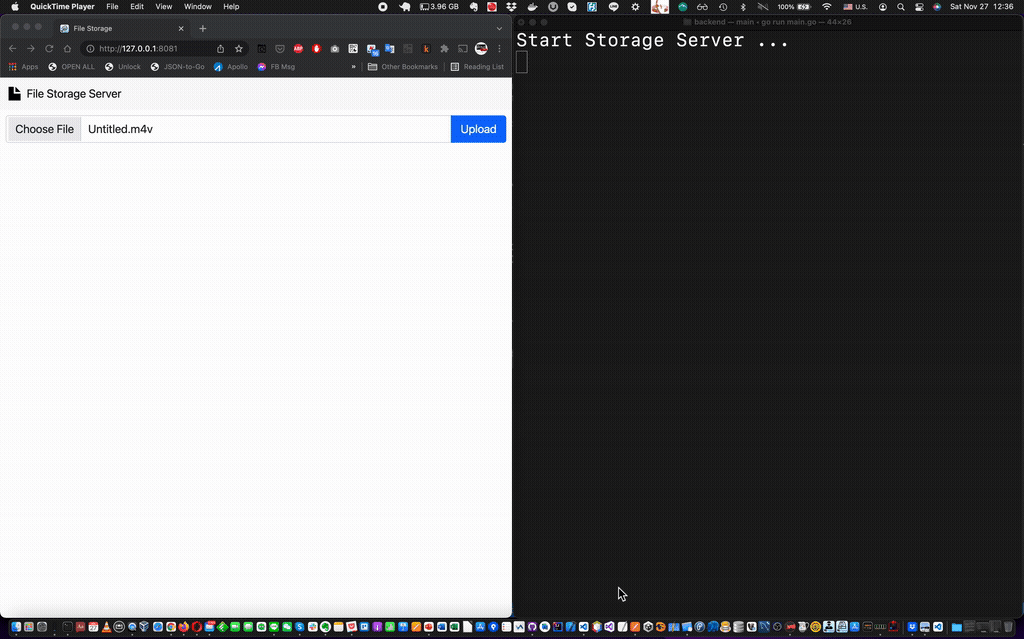 QuickTime Player File Edit View Window Help 3.96 GB 100% U.S. Sat Nov 27 12:36
File Storage
backend — main • go run main.go — 44×26
http://127.0.0.1:8081
Apps OPEN ALL Unlock JSON-to-Go Apollo FB Msg » Other Bookmarks Reading List
File Storage Server
Choose File Untitled.m4v Upload
Start Storage Server ...